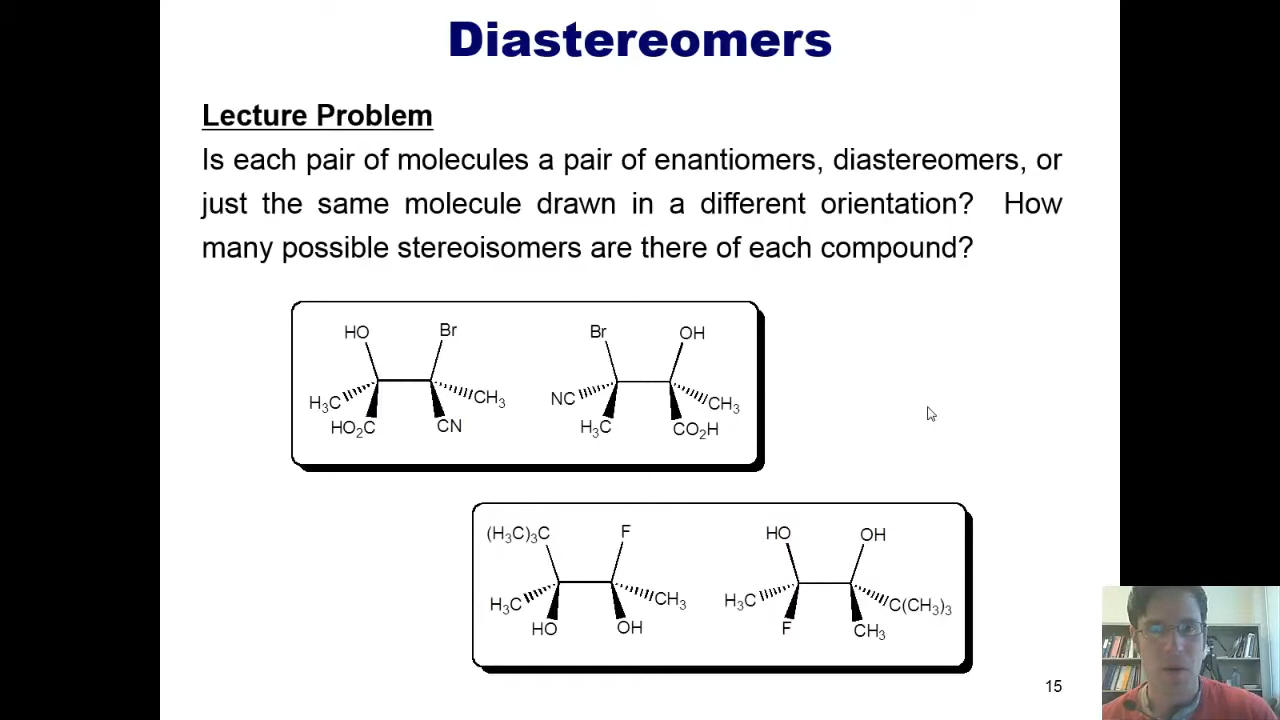 Diastereomers
Lecture Problem
Is each pair of molecules a pair of enantiomers, diastereomers, or
just the same molecule drawn in a different orientation? How
many possible stereoisomers are there of each compound?
HO Br Br OH
H₃C CH₃ NC CH₃
HO₂C CN H₃C CO₂H
(H₃C)₃C F HO OH
H₃C CH₃ H₃C C(CH₃)₃
HO OH F CH₃
15